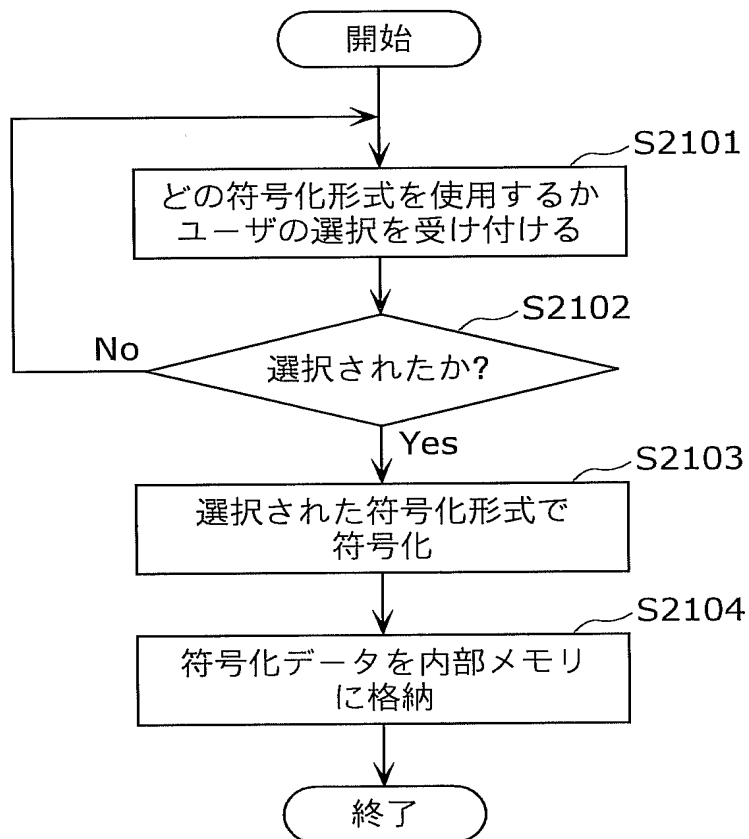 開始
S2101
どの符号化形式を使用するか
ユーザの選択を受け付ける
S2102
No
選択されたか?
Yes
S2103
選択された符号化形式で
符号化
S2104
符号化データを内部メモリ
に格納
終了